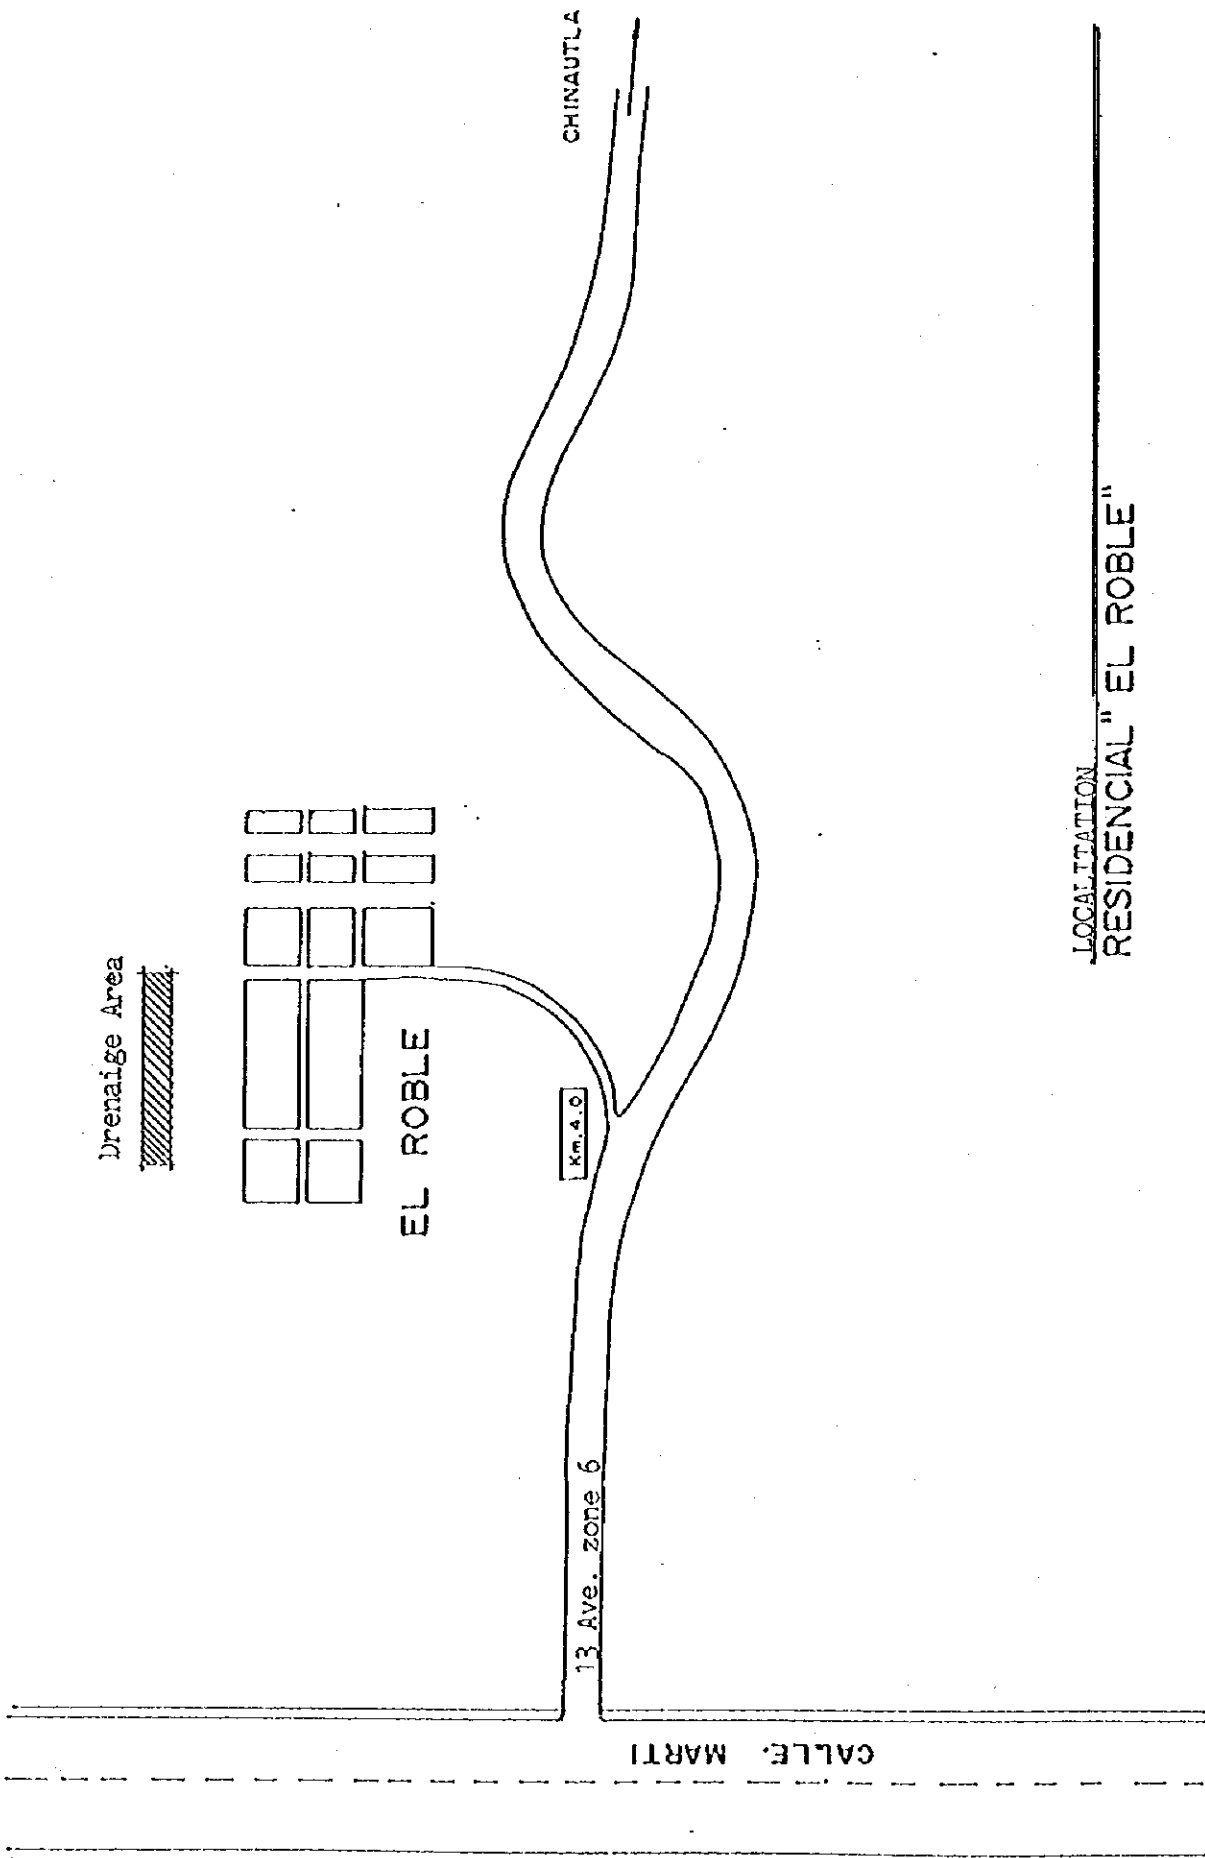 Drenaige Area
EL ROBLE
Km. 4.0
CHINAUTLA
13 Ave. zone 6
CALLE. MARTI
LOCALITATION
RESIDENCIAL "EL ROBLE"